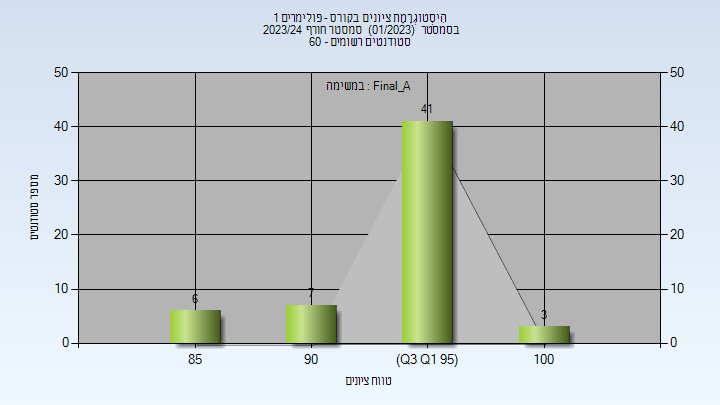 היסטוגרמת ציונים בקורס - פולימרים 1
בסמסטר (01/2023) סמסטר חורף 2023/24
סטודנטים רשומים - 60
במשימה : Final_A
מספר סטודנטים
50
40
30
20
10
0
50
40
30
20
10
0
6
7
41
3
85
90
(Q3 Q1 95)
100
טווח ציונים